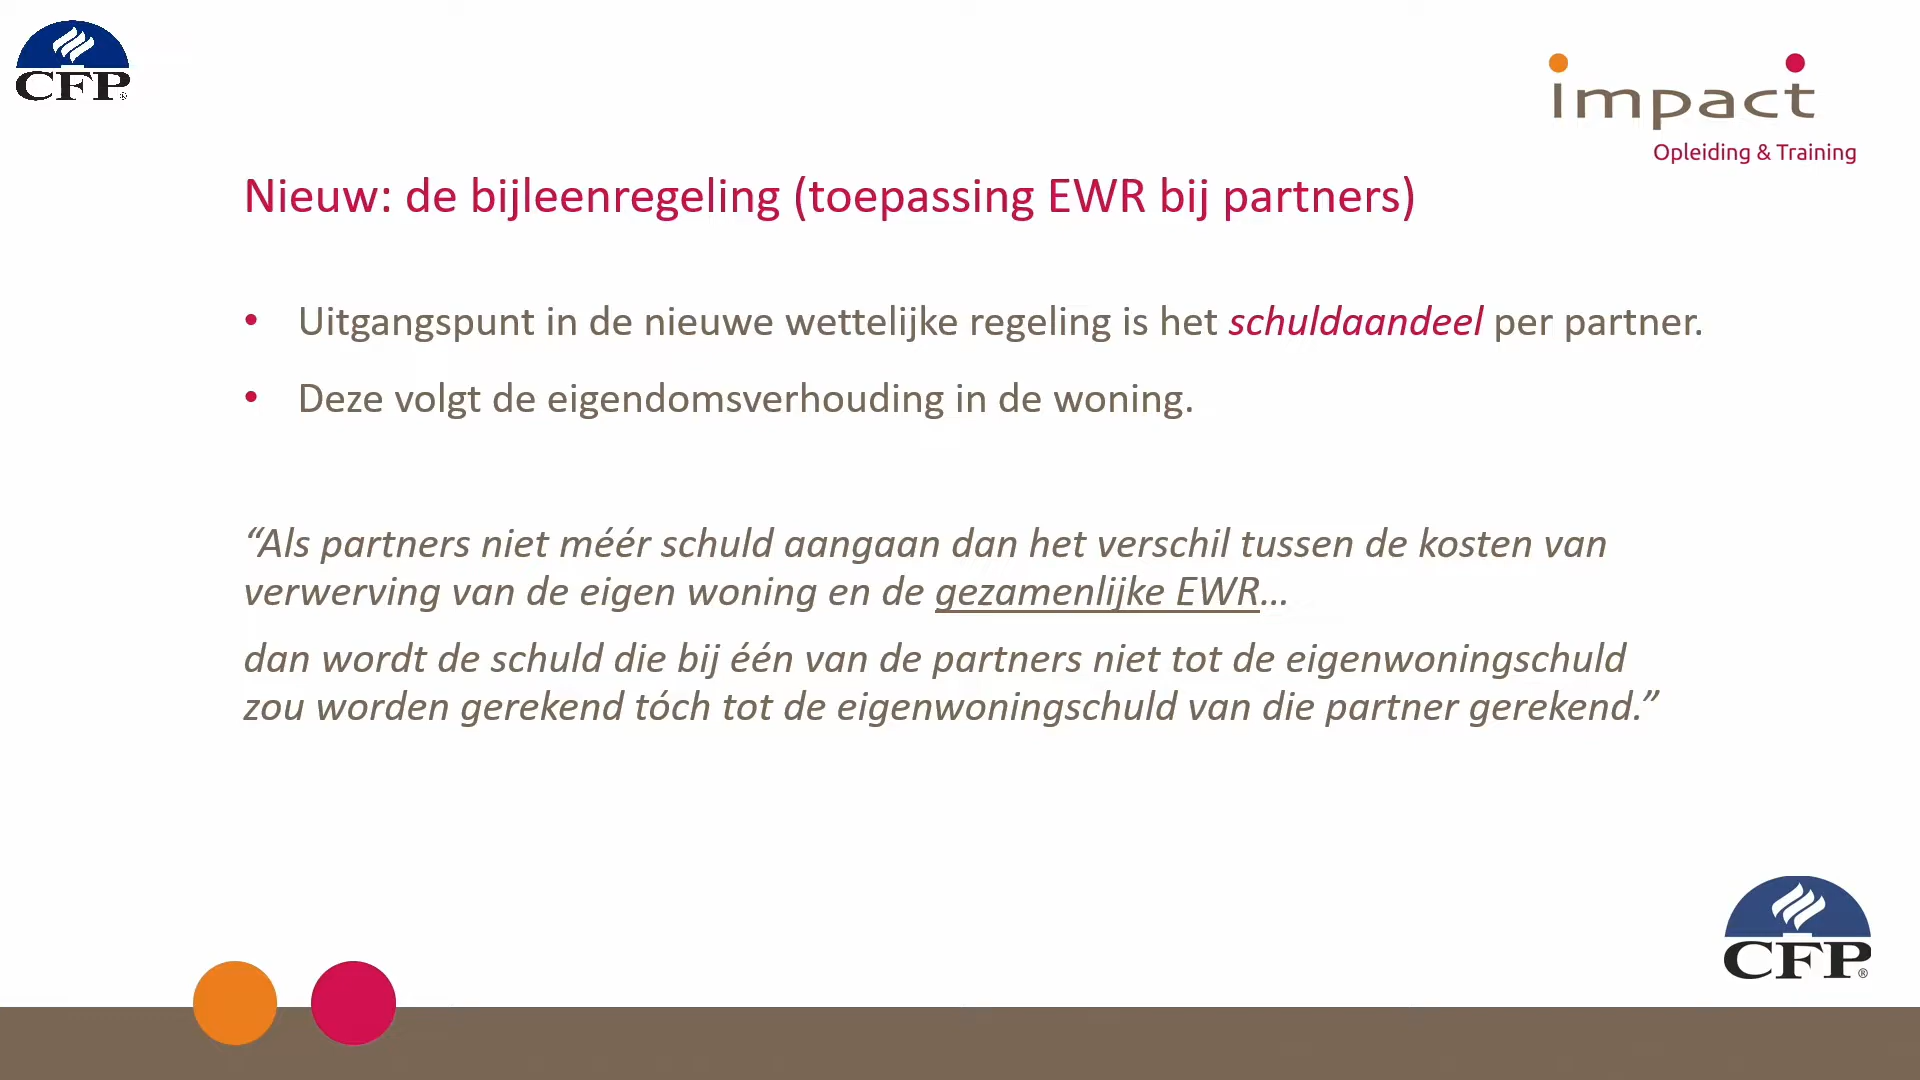 CFP®
impact
Opleiding & Training
Nieuw: de bijleenregeling (toepassing EWR bij partners)
• Uitgangspunt in de nieuwe wettelijke regeling is het schuldaandeel per partner.
• Deze volgt de eigendomsverhouding in de woning.
“Als partners niet méér schuld aangaan dan het verschil tussen de kosten van
verwerving van de eigen woning en de gezamenlijke EWR…
dan wordt de schuld die bij één van de partners niet tot de eigenwoningschuld
zou worden gerekend tóch tot de eigenwoningschuld van die partner gerekend.”
CFP®